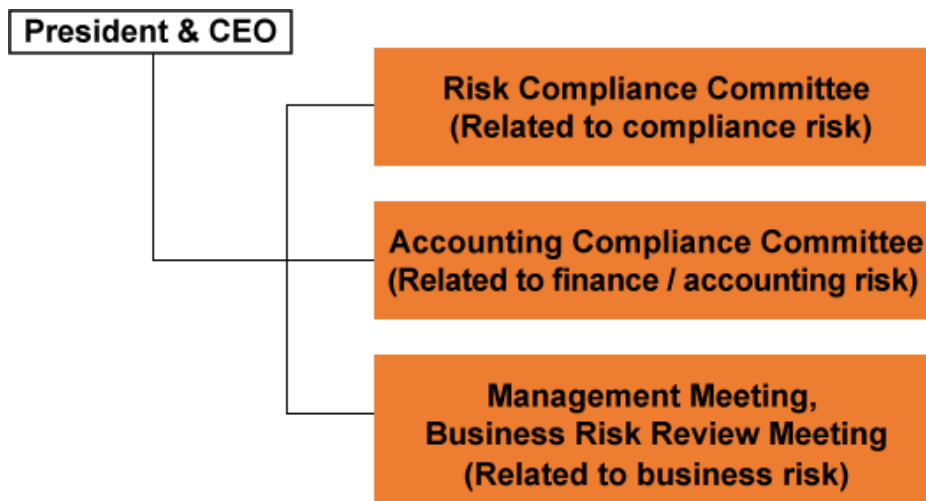 President & CEO
Risk Compliance Committee
(Related to compliance risk)
Accounting Compliance Committee
(Related to finance / accounting risk)
Management Meeting,
Business Risk Review Meeting
(Related to business risk)